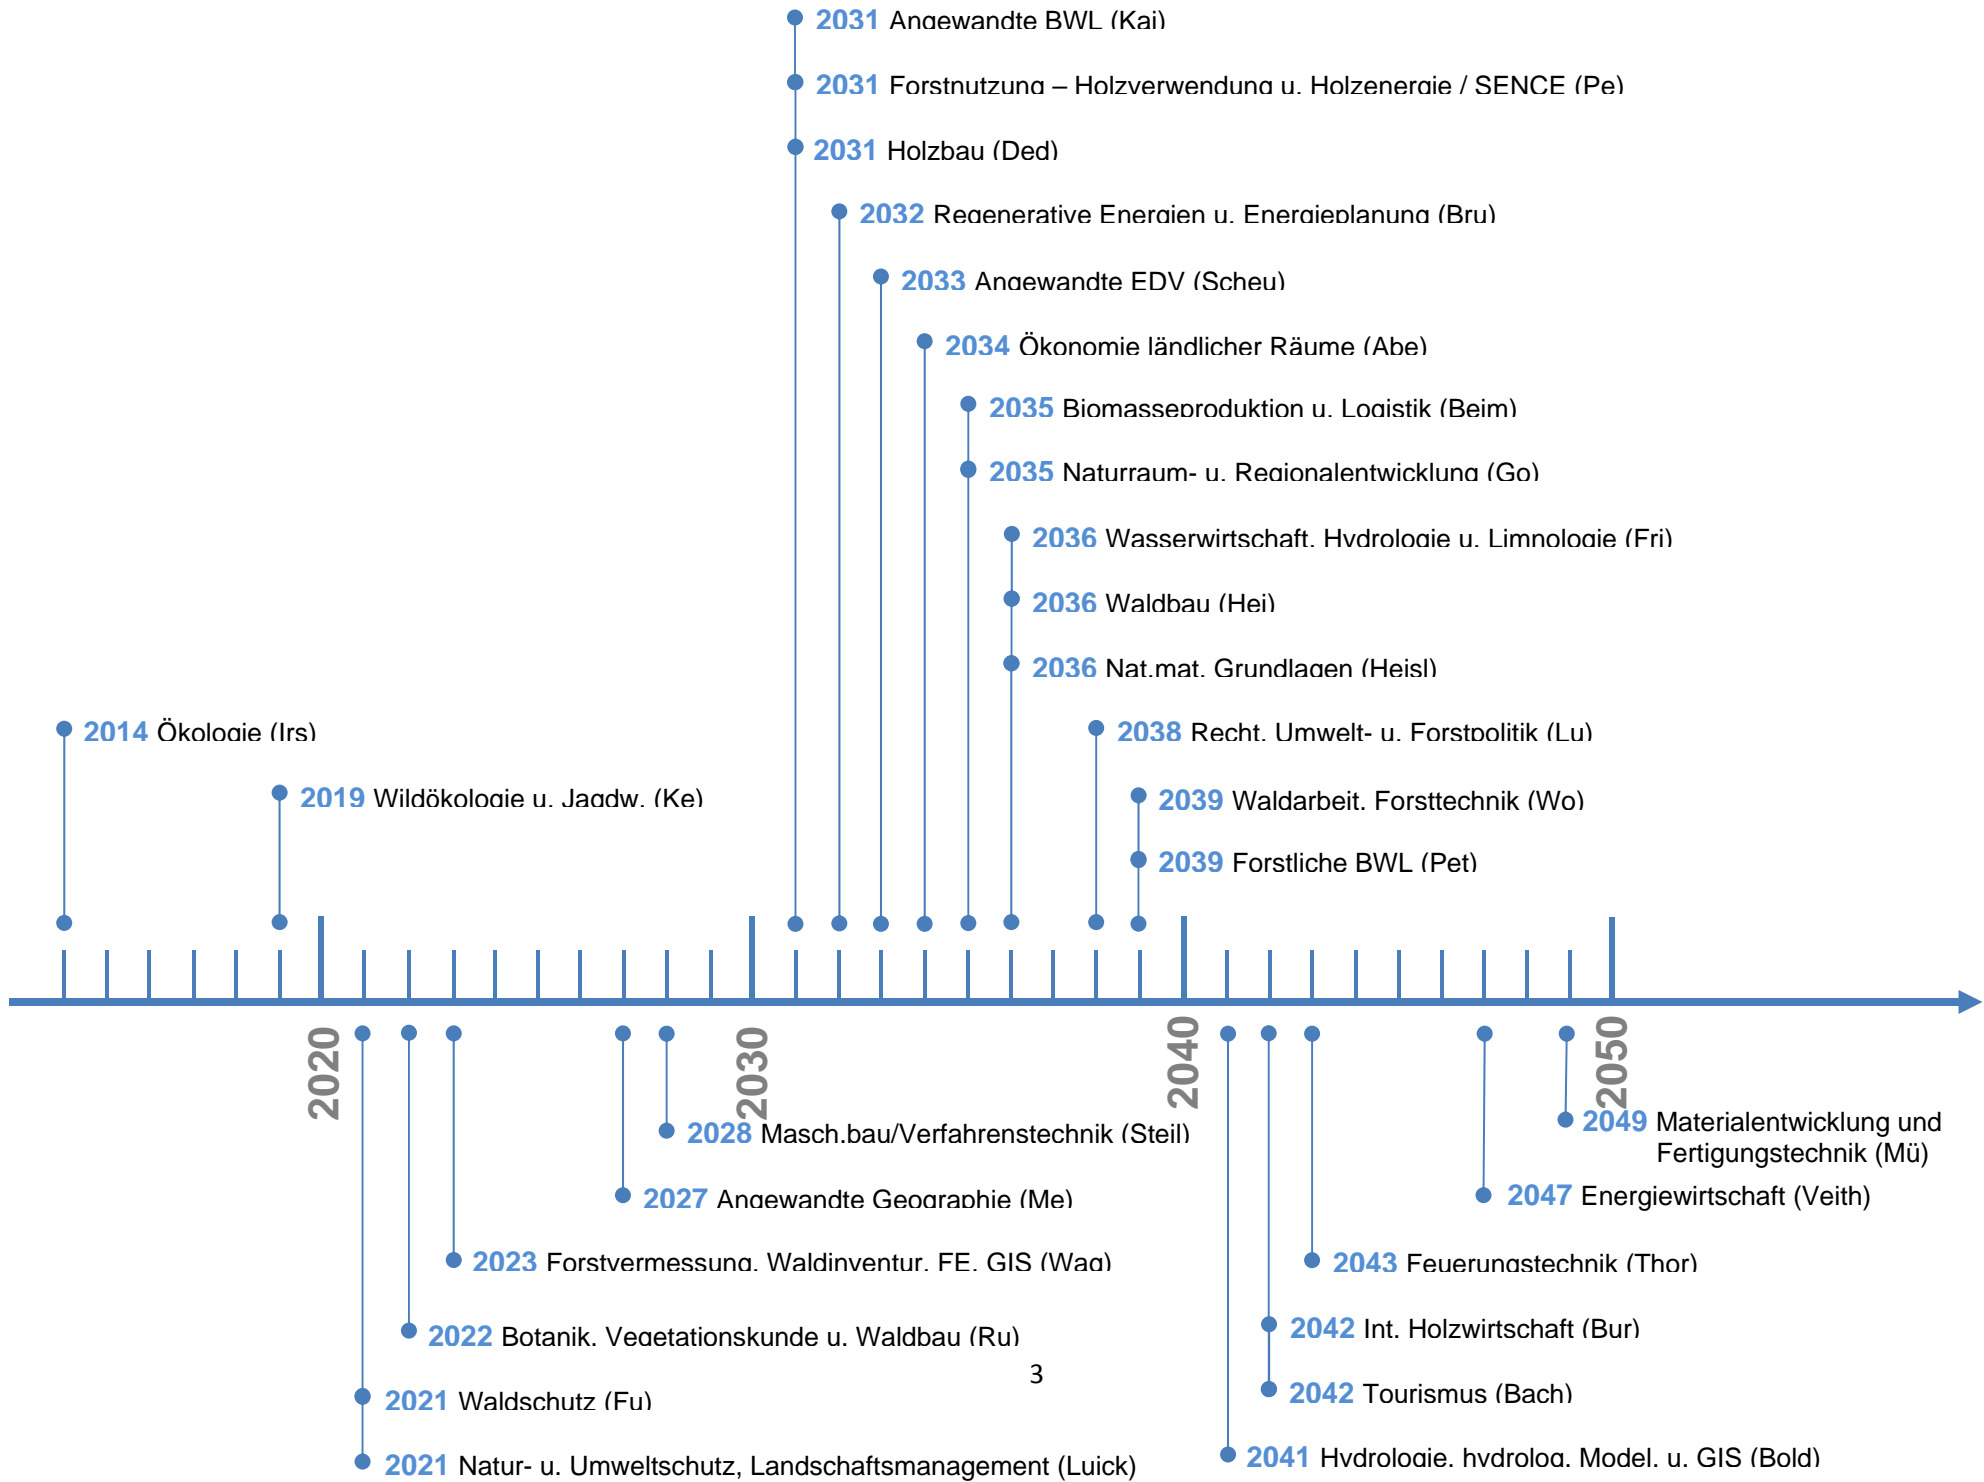 2031 Angewandte BWL (Kai)
2031 Forstnutzung – Holzverwendung u. Holzenergie / SENCE (Pe)
2031 Holzbau (Ded)
2032 Regenerative Energien u. Energieplanung (Bru)
2033 Angewandte EDV (Scheu)
2034 Ökonomie ländlicher Räume (Abe)
2035 Biomasseproduktion u. Logistik (Beim)
2035 Naturraum- u. Regionalentwicklung (Go)
2036 Wasserwirtschaft, Hydrologie u. Limnologie (Fri)
2036 Waldbau (Hei)
2036 Nat.mat. Grundlagen (Heisl)
2014 Ökologie (Irs)
2038 Recht, Umwelt- u. Forstpolitik (Lu)
2019 Wildökologie u. Jagdw. (Ke)
2039 Waldarbeit, Forsttechnik (Wo)
2039 Forstliche BWL (Pet)
2020
2030
2040
2050
2028 Masch.bau/Verfahrenstechnik (Steil)
2049 Materialentwicklung und
Fertigungstechnik (Mü)
2027 Angewandte Geographie (Me)
2047 Energiewirtschaft (Veith)
2023 Forstvermessung, Waldinventur, FE, GIS (Wag)
2043 Feuerungstechnik (Thor)
2022 Botanik, Vegetationskunde u. Waldbau (Ru)
2042 Int. Holzwirtschaft (Bur)
3
2021 Waldschutz (Fu)
2042 Tourismus (Bach)
2021 Natur- u. Umweltschutz, Landschaftsmanagement (Luick)
2041 Hydrologie, hydrolog. Model. u. GIS (Bold)